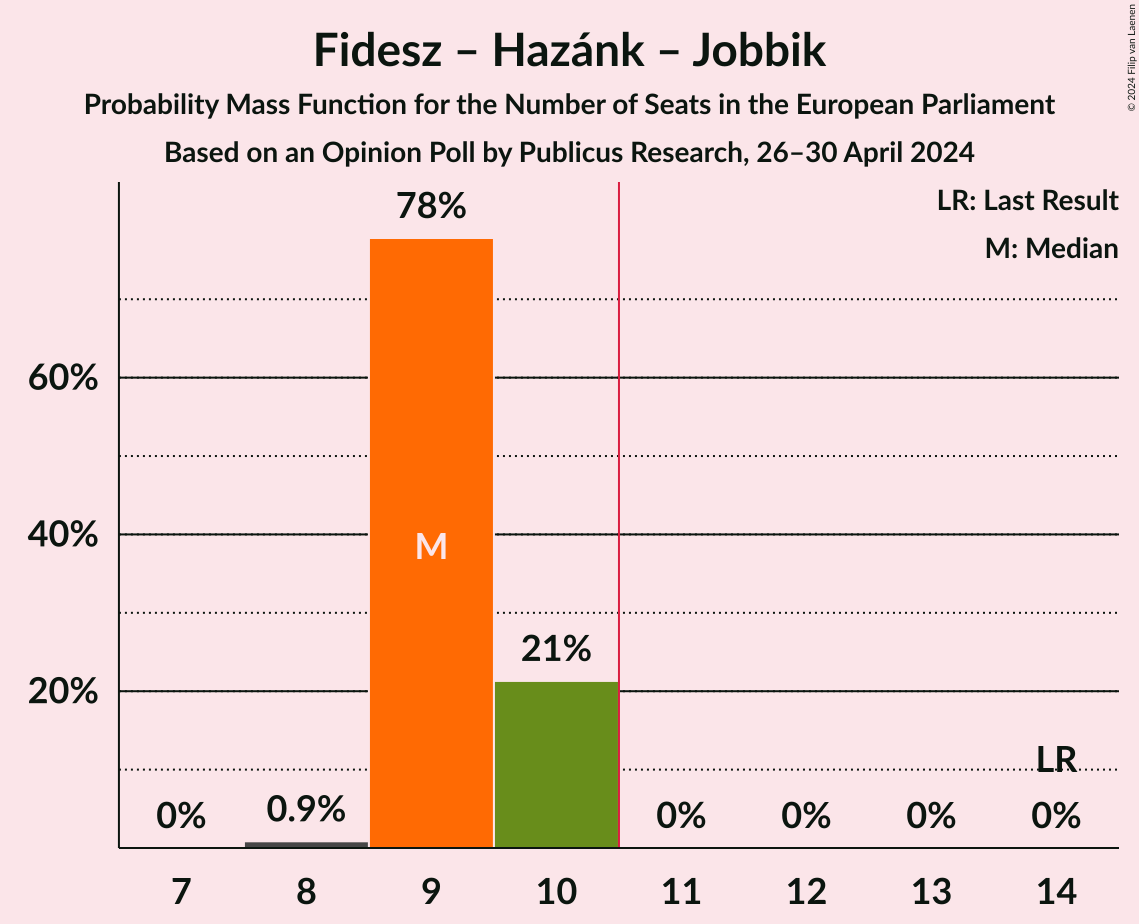 Fidesz – Hazánk – Jobbik
Probability Mass Function for the Number of Seats in the European Parliament
Based on an Opinion Poll by Publicus Research, 26–30 April 2024
© 2024 Filip van Laenen
LR: Last Result
M: Median
78%
60%
40%
M
21%
20%
LR
0%
0.9%
0%
0%
0%
0%
7
8
9
10
11
12
13
14